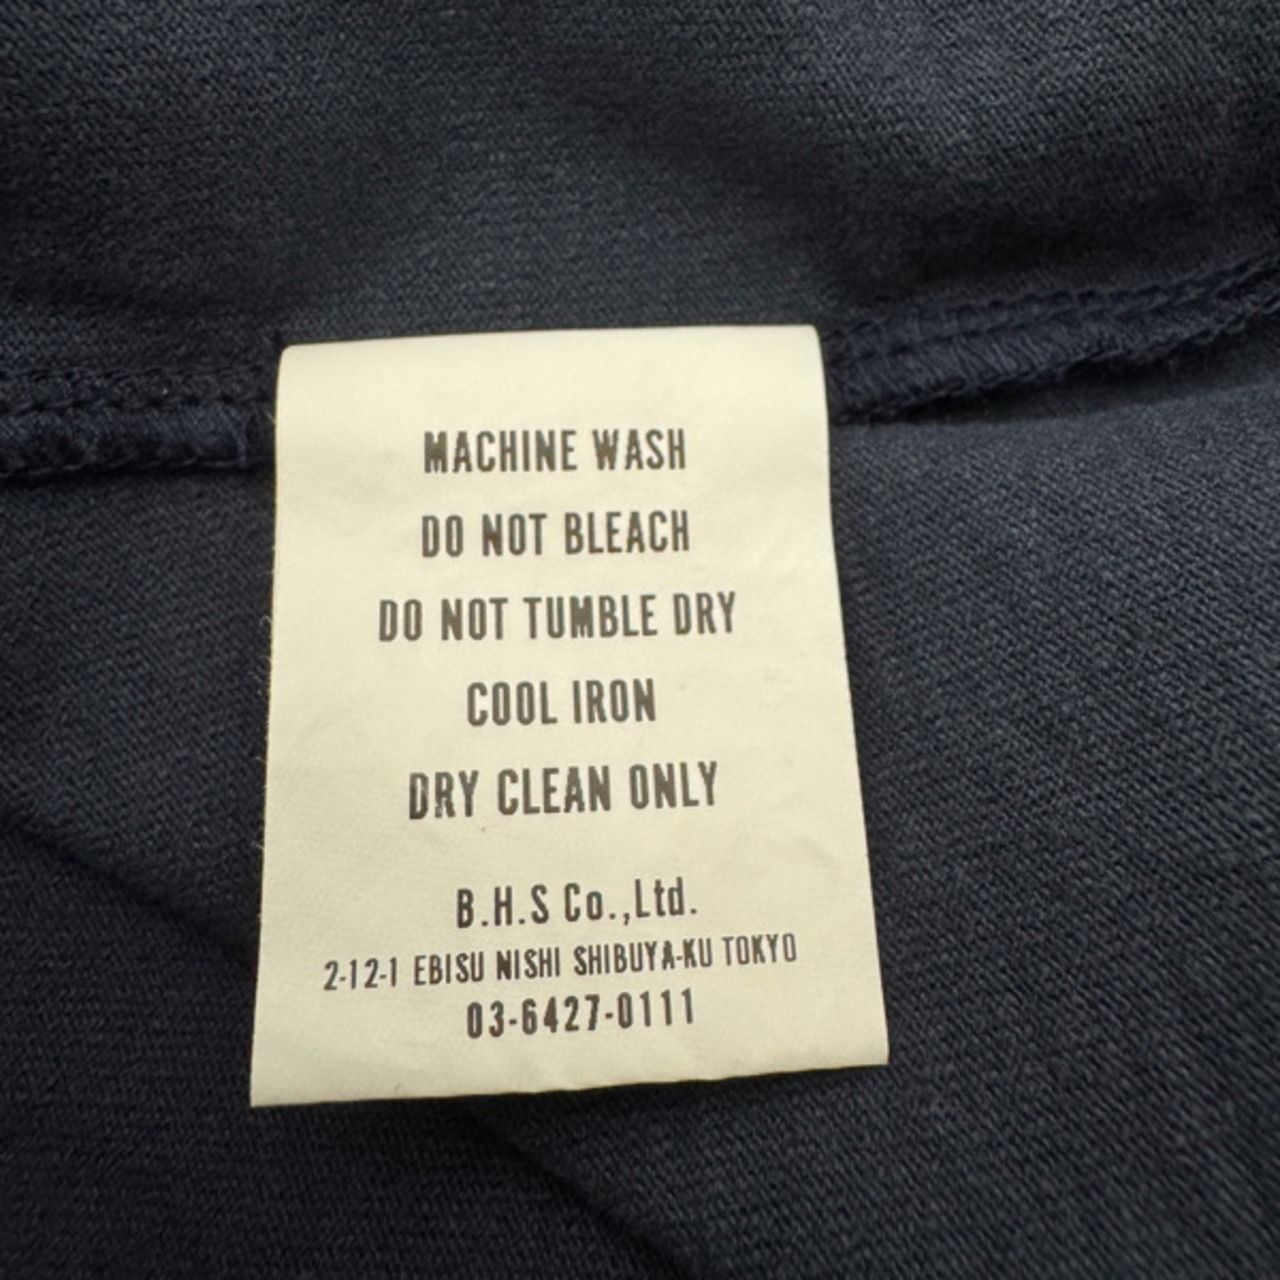 MACHINE WASH
DO NOT BLEACH
DO NOT TUMBLE DRY
COOL IRON
DRY CLEAN ONLY
B.H.S Co.,Ltd.
2-12-1 EBISU NISHI SHIBUYA-KU TOKYO
03-6427-0111